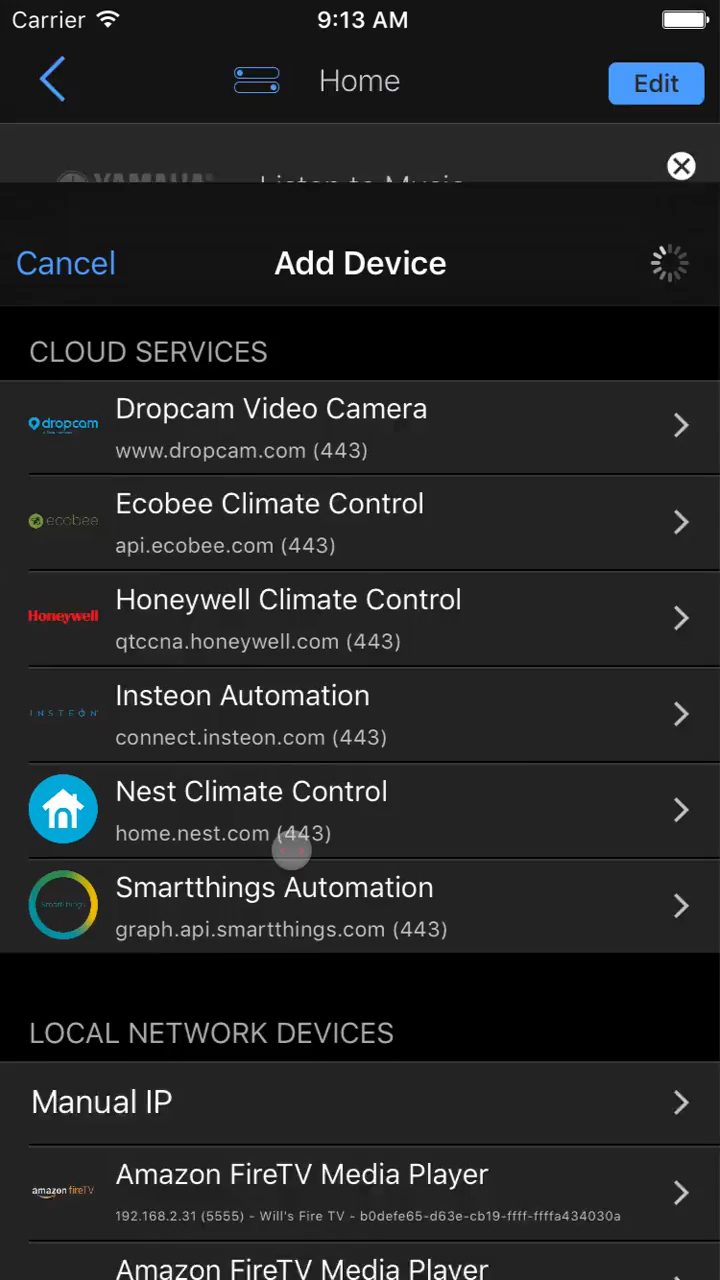 Carrier 9:13 AM
Home Edit
YAMAHA Listen to Music
Cancel Add Device
CLOUD SERVICES
dropcam Dropcam Video Camera
www.dropcam.com (443)
ecobee Ecobee Climate Control
api.ecobee.com (443)
Honeywell Honeywell Climate Control
qtccna.honeywell.com (443)
INSTEON Insteon Automation
connect.insteon.com (443)
Nest Climate Control
home.nest.com (443)
SmartThings Smartthings Automation
graph.api.smartthings.com (443)
LOCAL NETWORK DEVICES
Manual IP
amazon fireTV Amazon FireTV Media Player
192.168.2.31 (5555) - Will's Fire TV - b0defe65-d63e-cb19-ffff-ffffa434030a
Amazon FireTV Media Player